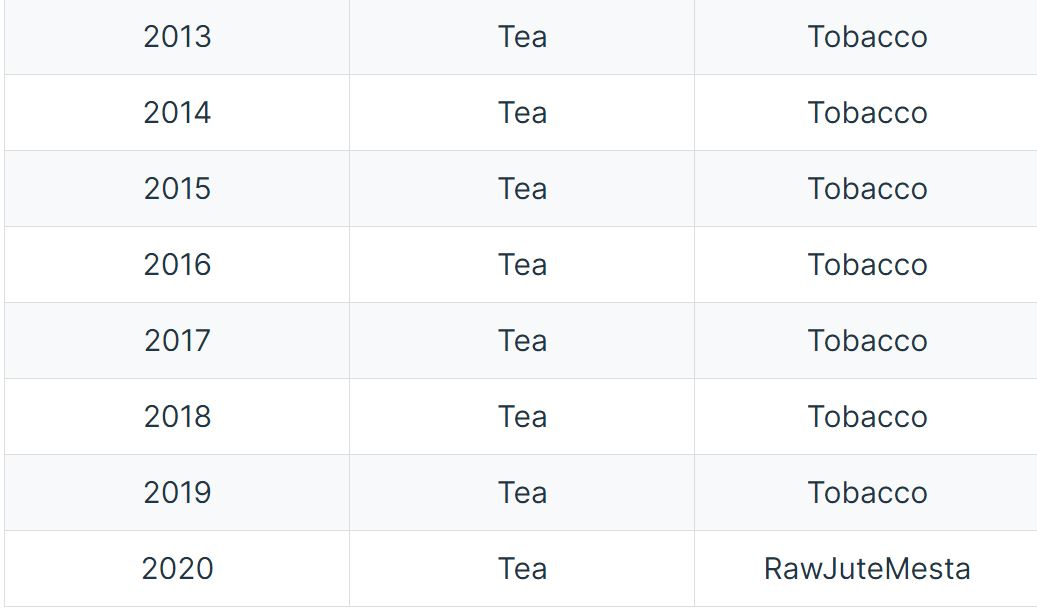 2013 Tea Tobacco
2014 Tea Tobacco
2015 Tea Tobacco
2016 Tea Tobacco
2017 Tea Tobacco
2018 Tea Tobacco
2019 Tea Tobacco
2020 Tea RawJuteMesta